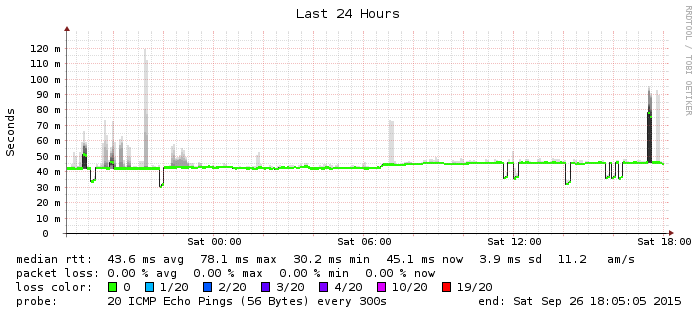 Last 24 Hours
RRDTOOL / TOBI OETIKER
Seconds
120 m
110 m
100 m
90 m
80 m
70 m
60 m
50 m
40 m
30 m
20 m
10 m
0
Sat 00:00 Sat 06:00 Sat 12:00 Sat 18:00
median rtt: 43.6 ms avg 78.1 ms max 30.2 ms min 45.1 ms now 3.9 ms sd 11.2 am/s
packet loss: 0.00 % avg 0.00 % max 0.00 % min 0.00 % now
loss color: 0 1/20 2/20 3/20 4/20 10/20 19/20
probe: 20 ICMP Echo Pings (56 Bytes) every 300s end: Sat Sep 26 18:05:05 2015